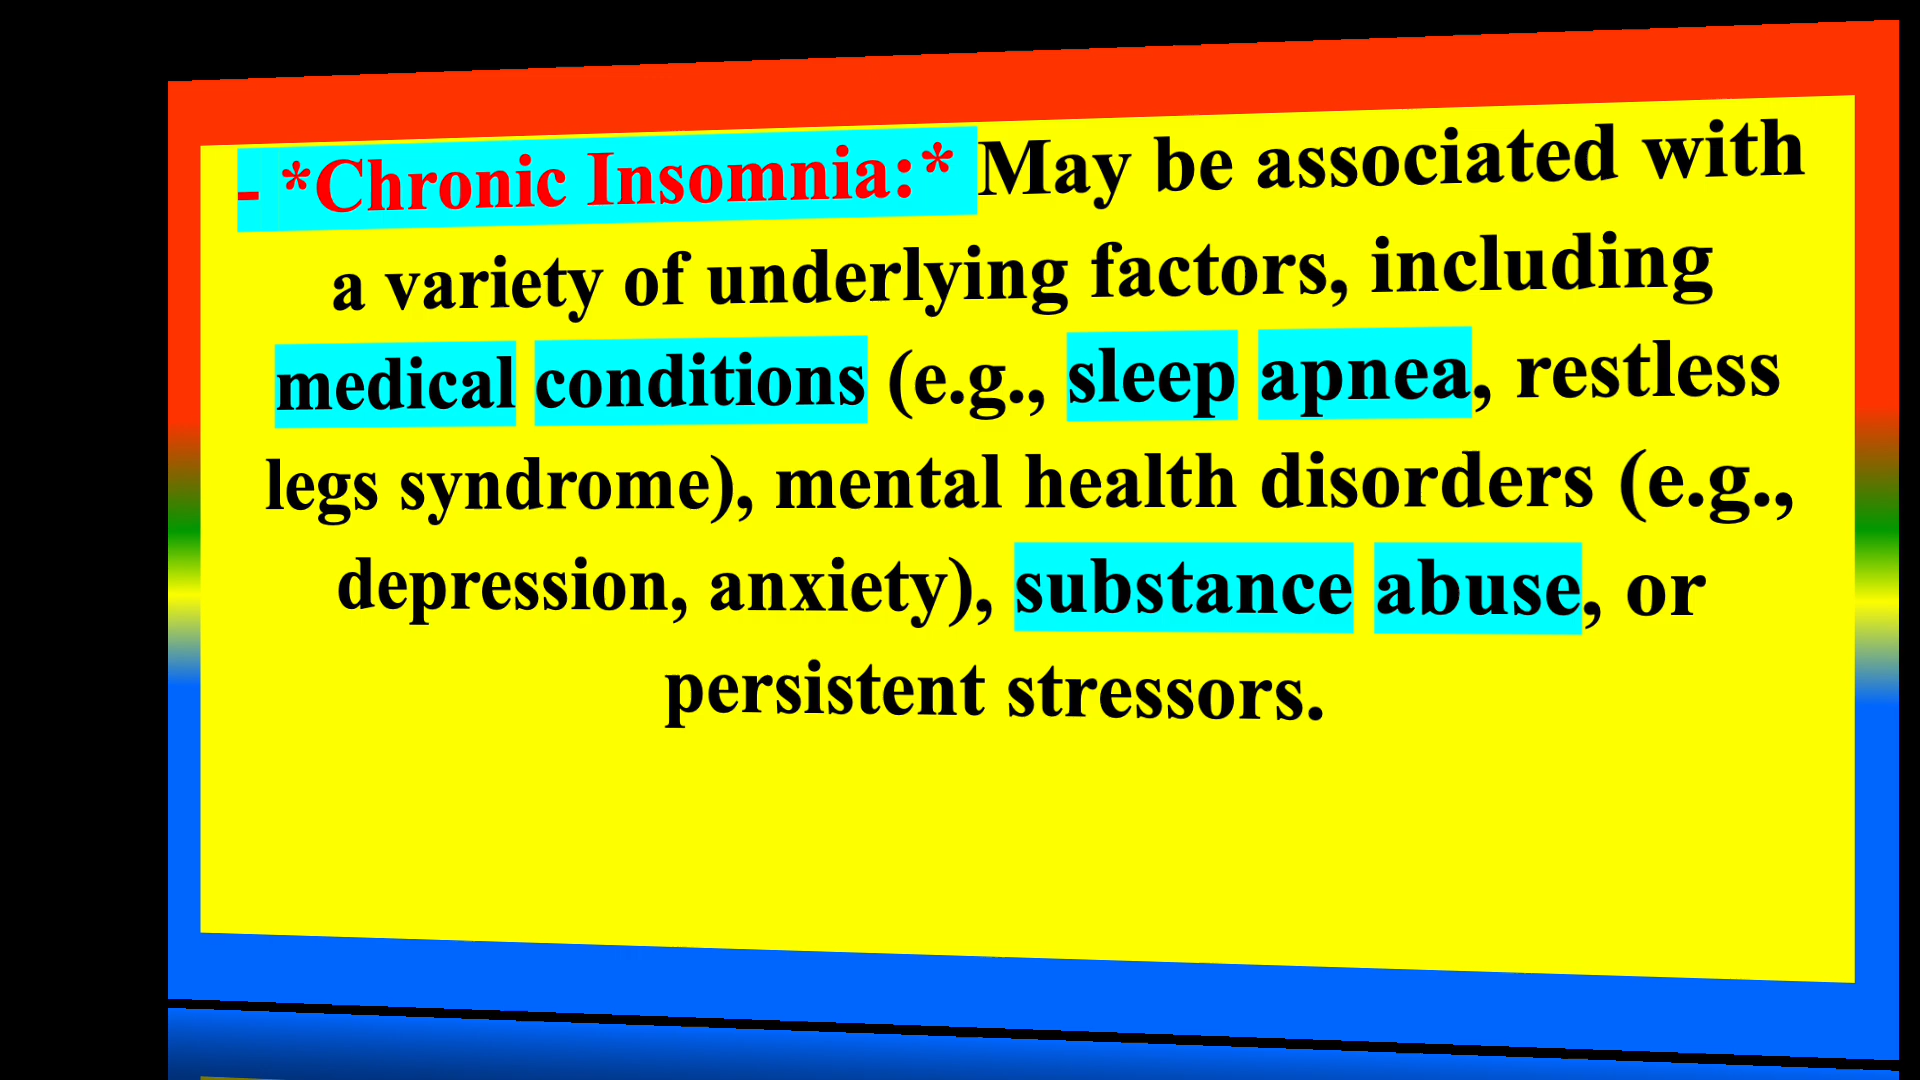 - *Chronic Insomnia:* May be associated with
a variety of underlying factors, including
medical conditions (e.g., sleep apnea, restless
legs syndrome), mental health disorders (e.g.,
depression, anxiety), substance abuse, or
persistent stressors.